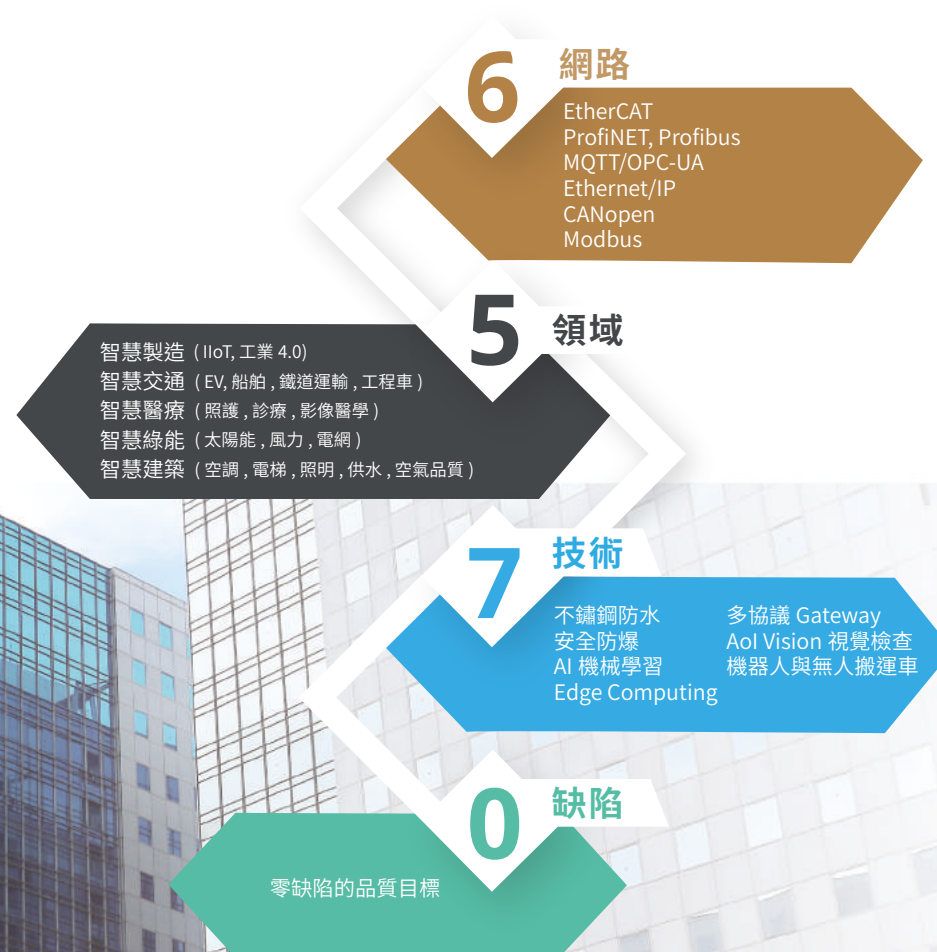 6 網路
EtherCAT
ProfiNET, Profibus
MQTT/OPC-UA
Ethernet/IP
CANopen
Modbus
5 領域
智慧製造 ( IIoT, 工業 4.0)
智慧交通 ( EV, 船舶 , 鐵道運輸 , 工程車 )
智慧醫療 ( 照護 , 診療 , 影像醫學 )
智慧綠能 ( 太陽能 , 風力 , 電網 )
智慧建築 ( 空調 , 電梯 , 照明 , 供水 , 空氣品質 )
7 技術
不鏽鋼防水
安全防爆
AI 機械學習
Edge Computing
多協議 Gateway
AoI Vision 視覺檢查
機器人與無人搬運車
0 缺陷
零缺陷的品質目標